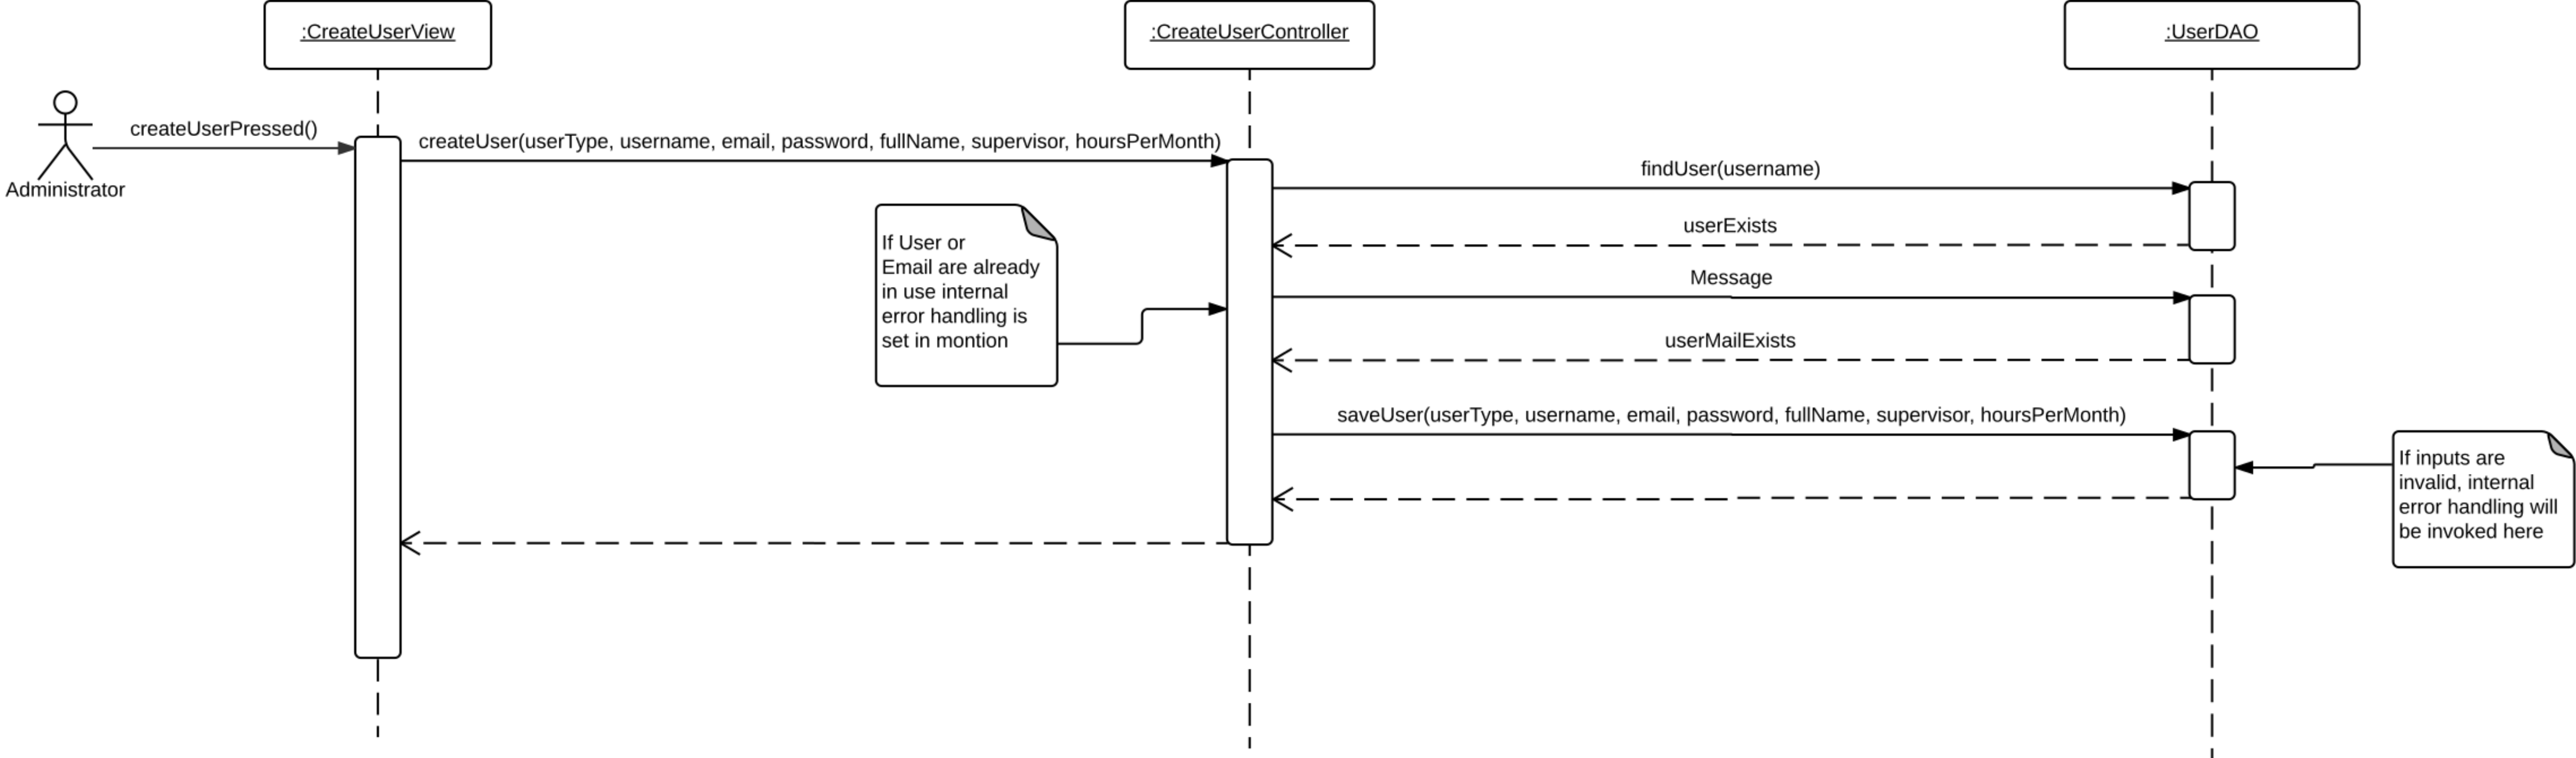 :CreateUserView
:CreateUserController
:UserDAO
createUserPressed()
Administrator
createUser(userType, username, email, password, fullName, supervisor, hoursPerMonth)
findUser(username)
userExists
If User or
Email are already
in use internal
error handling is
set in montion
Message
userMailExists
saveUser(userType, username, email, password, fullName, supervisor, hoursPerMonth)
If inputs are
invalid, internal
error handling will
be invoked here